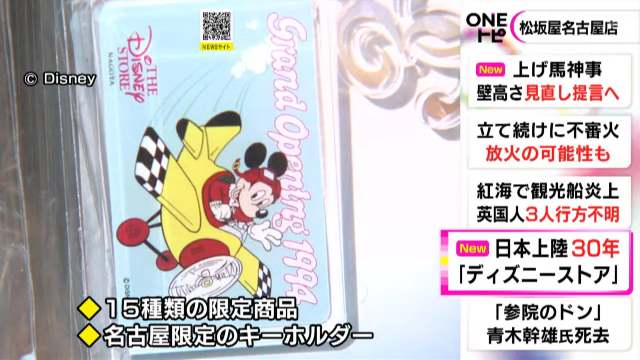 © Disney
NEWSサイト
THE
DISNEY
STORE
NAGOYA
Grand Opening 1994
◆15種類の限定商品
◆名古屋限定のキーホルダー
ONE
トピ
松坂屋名古屋店
New 上げ馬神事
壁高さ見直し提言へ
立て続けに不審火
放火の可能性も
紅海で観光船炎上
英国人3人行方不明
New 日本上陸30年
「ディズニーストア」
「参院のドン」
青木幹雄氏死去